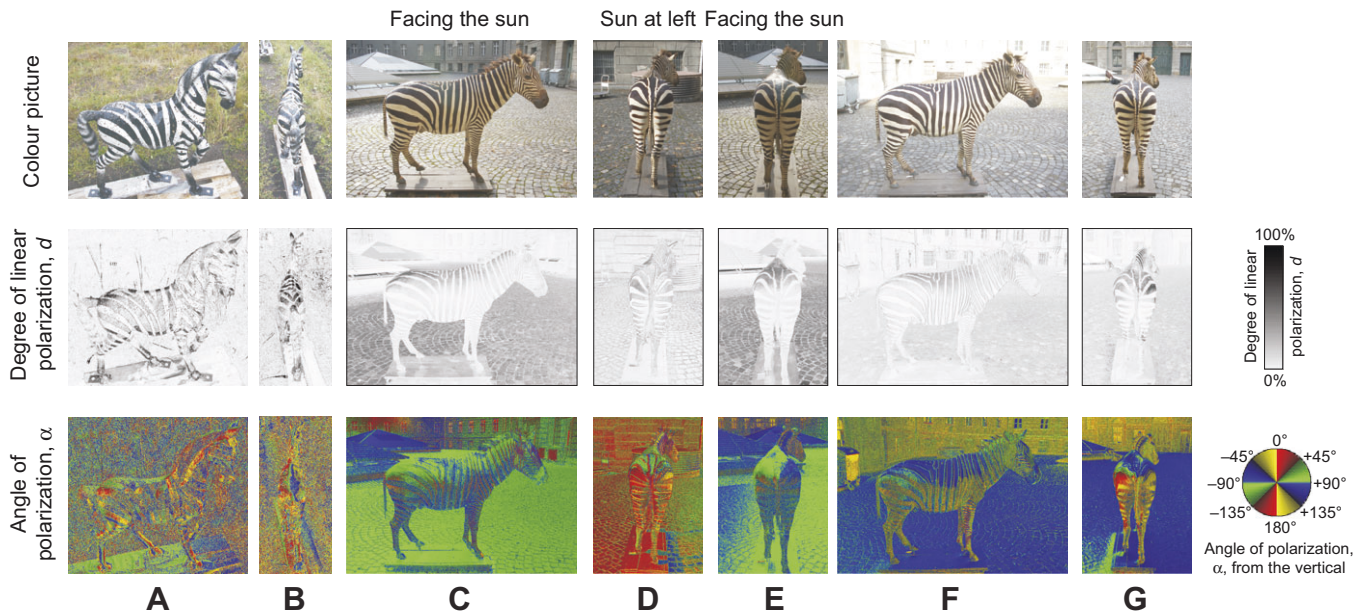 Facing the sun
Sun at left
Facing the sun
Colour picture
Degree of linear
polarization, d
Angle of
polarization, α
100%
Degree of linear
polarization, d
0%
0°
–45°
+45°
–90°
+90°
–135°
+135°
180°
Angle of polarization,
α, from the vertical
A
B
C
D
E
F
G